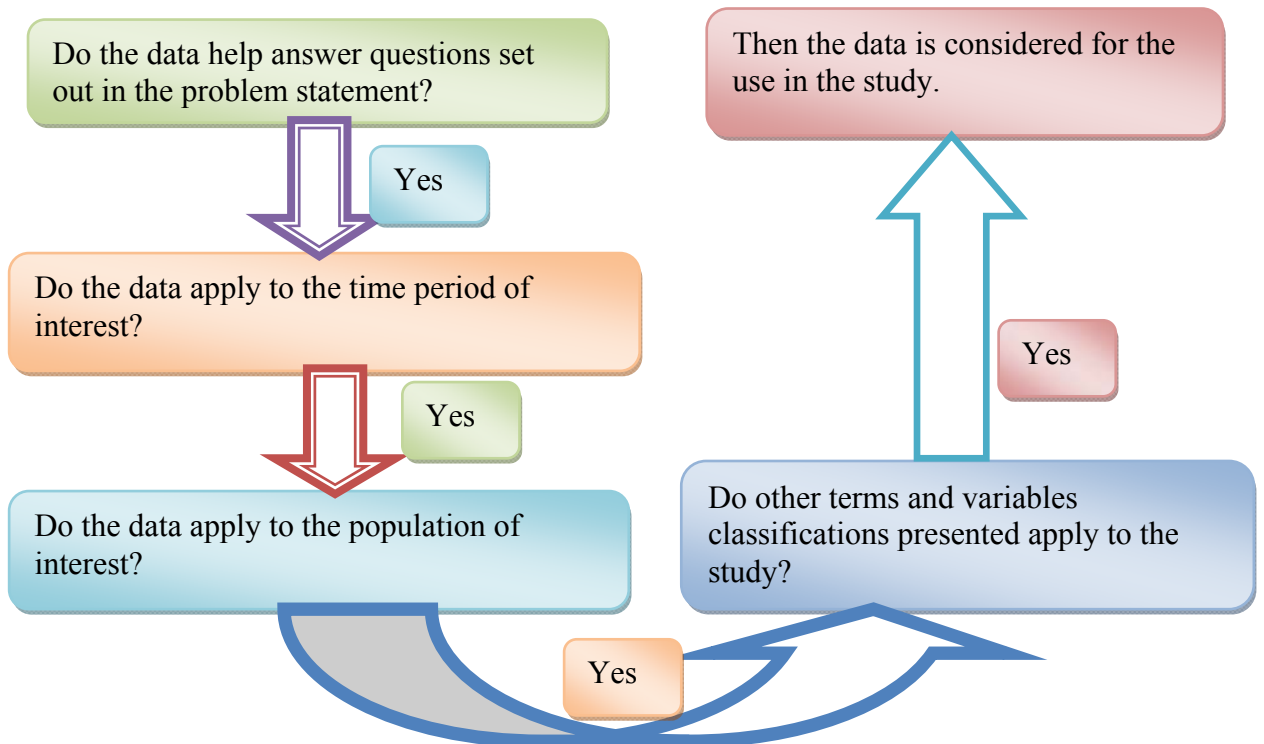 Do the data help answer questions set
out in the problem statement?
Yes
Do the data apply to the time period of
interest?
Yes
Do the data apply to the population of
interest?
Yes
Do other terms and variables
classifications presented apply to the
study?
Yes
Then the data is considered for the
use in the study.